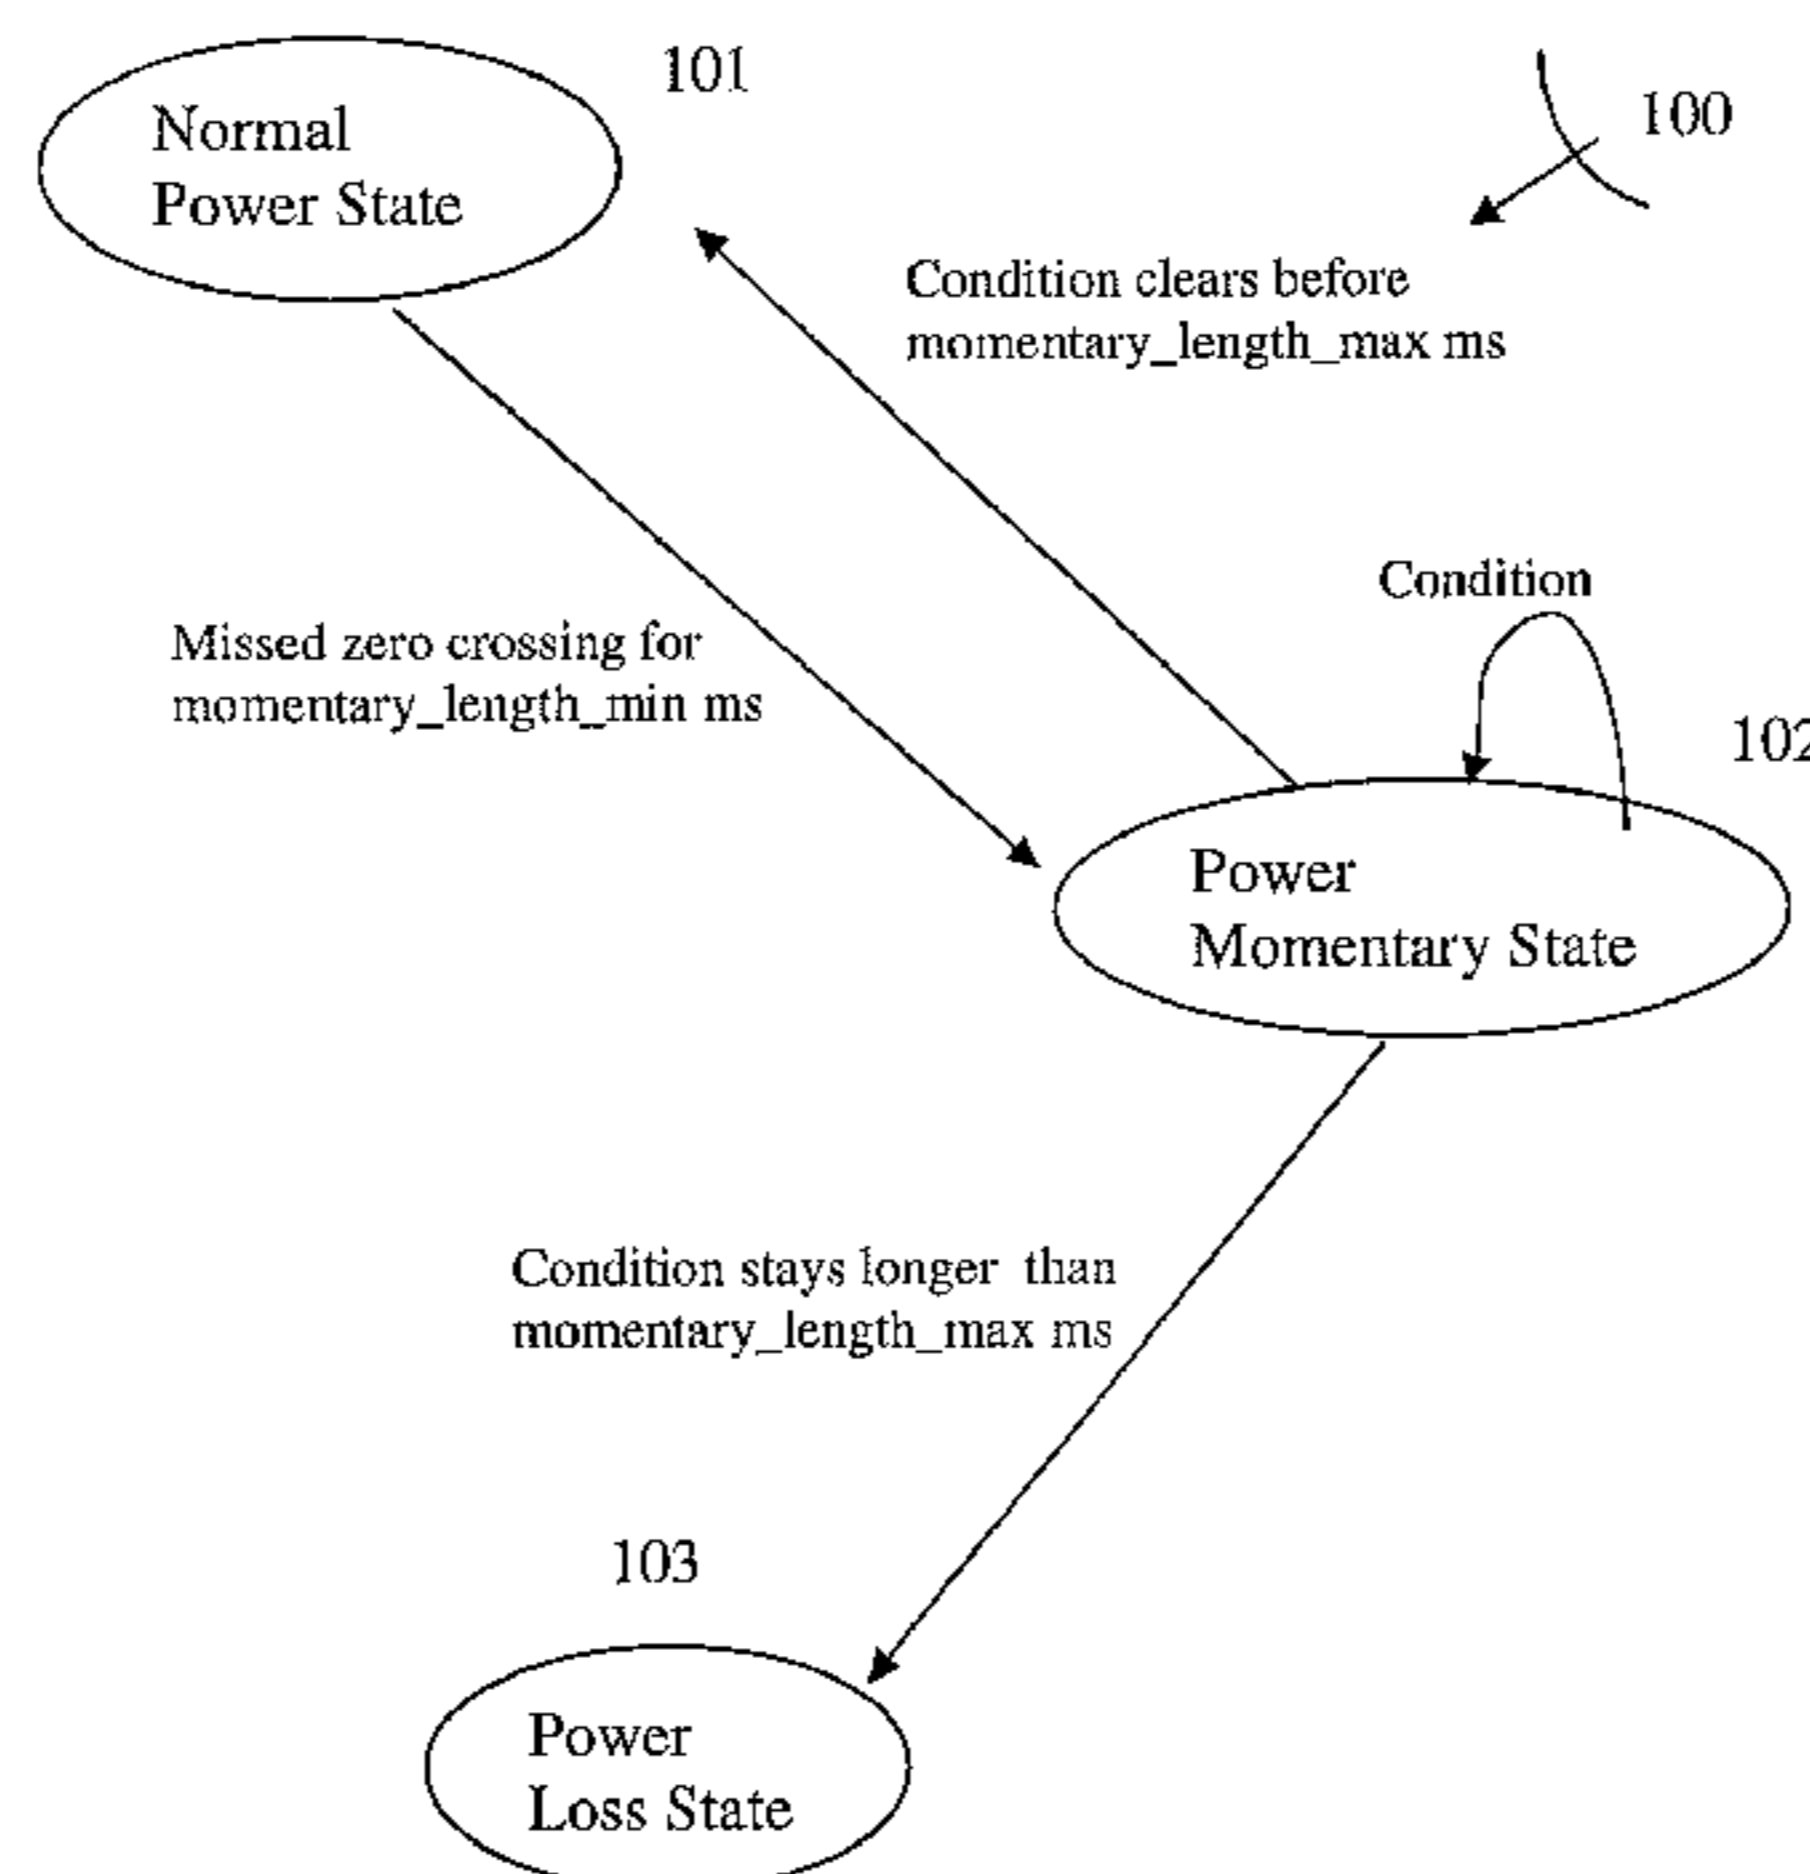 101
100
Normal
Power State
Condition clears before
momentary_length_max ms
Condition
Missed zero crossing for
momentary_length_min ms
102
Power
Momentary State
Condition stays longer than
momentary_length_max ms
103
Power
Loss State